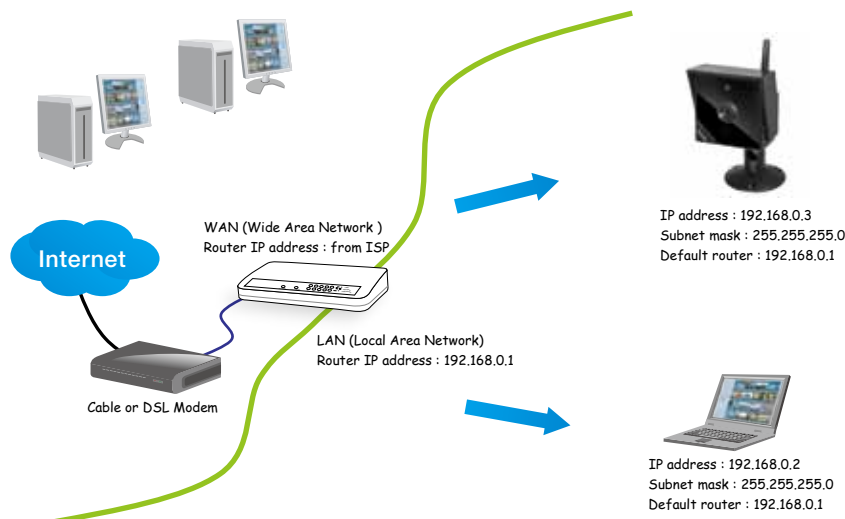 WAN (Wide Area Network )
Router IP address : from ISP
Internet
LAN (Local Area Network)
Router IP address : 192.168.0.1
Cable or DSL Modem
IP address : 192.168.0.3
Subnet mask : 255.255.255.0
Default router : 192.168.0.1
IP address : 192.168.0.2
Subnet mask : 255.255.255.0
Default router : 192.168.0.1